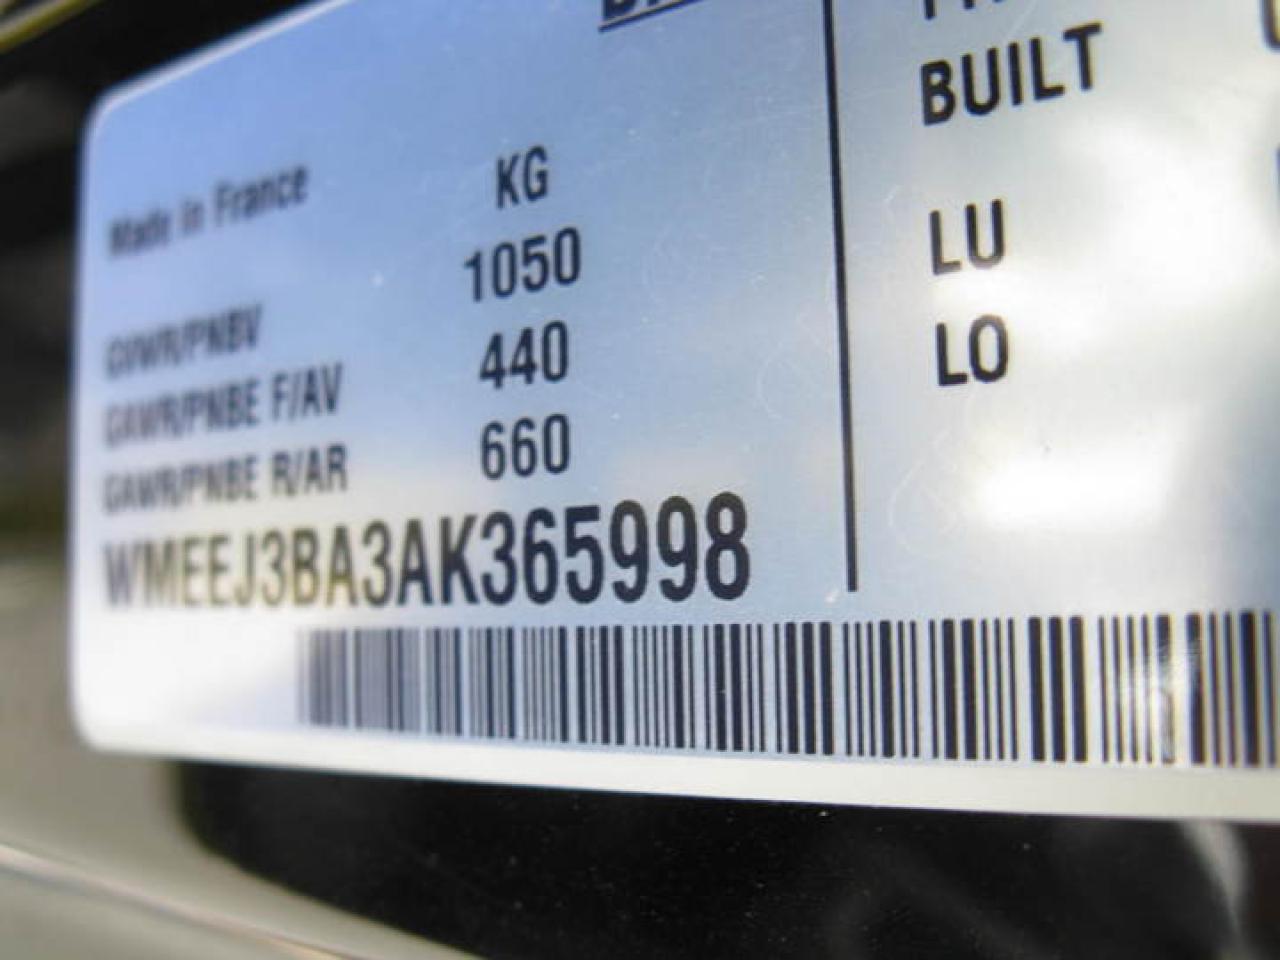 Made in France
KG
GVWR/PNBV 1050
GAWR/PNBE F/AV 440
GAWR/PNBE R/AR 660
WMEEJ3BA3AK365998
BUILT
LU
LO